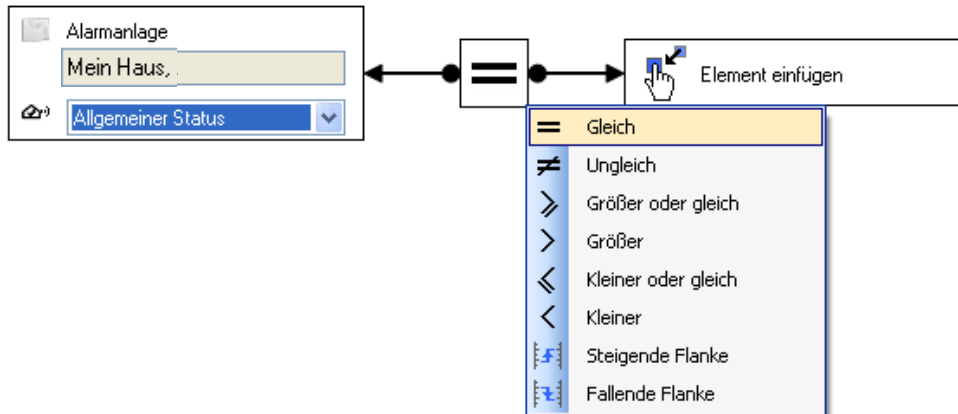 Alarmanlage
Mein Haus, .
Allgemeiner Status
Element einfügen
Gleich
Ungleich
Größer oder gleich
Größer
Kleiner oder gleich
Kleiner
Steigende Flanke
Fallende Flanke